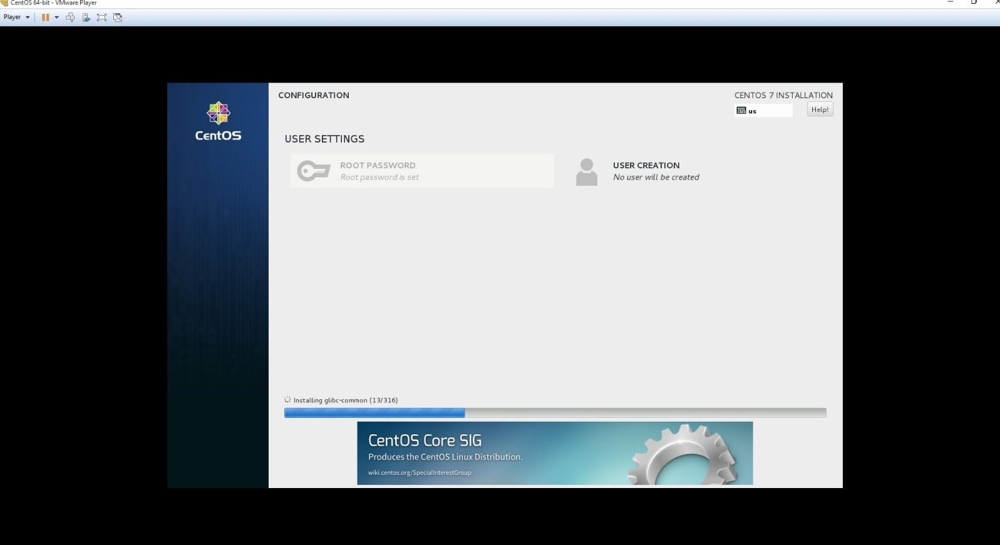 CentOS 64-bit - VMware Player
Player
CONFIGURATION
CENTOS 7 INSTALLATION
us
Help!
CentOS
USER SETTINGS
ROOT PASSWORD
Root password is set
USER CREATION
No user will be created
Installing glibc-common (13/316)
CentOS Core SIG
Produces the CentOS Linux Distribution.
wiki.centos.org/SpecialInterestGroup